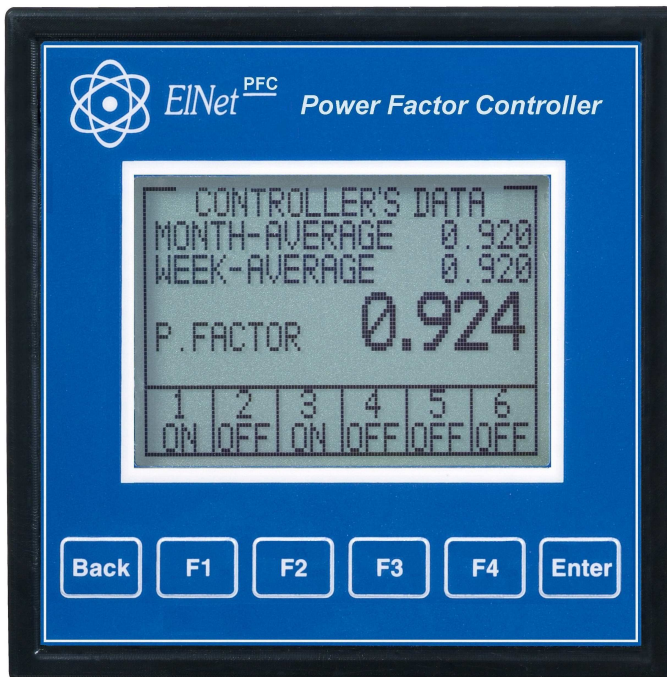 ElNet PFC Power Factor Controller
CONTROLLER'S DATA
MONTH-AVERAGE 0.920
WEEK-AVERAGE 0.920
P.FACTOR 0.924
1 2 3 4 5 6
ON OFF ON OFF OFF OFF
Back F1 F2 F3 F4 Enter